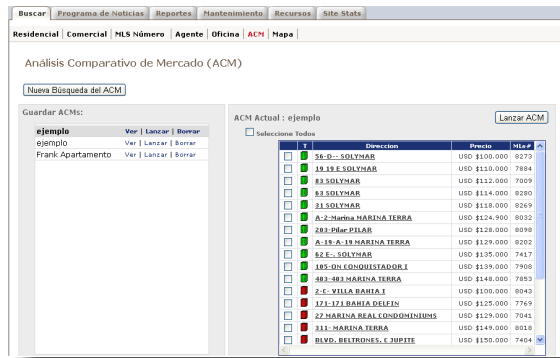 Buscar Programa de Noticias Reportes Mantenimiento Recursos Site Stats
Residencial | Comercial | MLS Número | Agente | Oficina | ACM | Mapa |
Análisis Comparativo de Mercado (ACM)
Nueva Búsqueda del ACM
Guardar ACMs:
ejemplo Ver | Lanzar | Borrar
ejemplo Ver | Lanzar | Borrar
Frank Apartamento Ver | Lanzar | Borrar
ACM Actual : ejemplo Lanzar ACM
Seleccione Todos
T Direccion Precio MLs#
56-D-- SOLYMAR USD $100.000 8273
19 19 E SOLYMAR USD $110.000 7884
83 SOLYMAR USD $112.000 7009
63 SOLYMAR USD $114.000 8280
31 SOLYMAR USD $118.000 8269
A-2-Marina MARINA TERRA USD $124.900 8032
203-Pilar PILAR USD $128.000 8098
A-19-A-19 MARINA TERRA USD $129.000 8202
62 E-. SOLYMAR USD $135.000 7417
105-ON CONQUISTADOR I USD $139.000 7908
403-403 MARINA TERRA USD $148.000 7853
2-C- VILLA BAHIA I USD $100.000 8043
171-171 BAHIA DELFIN USD $125.000 7769
27 MARINA REAL CONDOMINIUMS USD $129.000 7041
311- MARINA TERRA USD $149.000 8018
BLVD. BELTRONES. C JUPITE USD $150.000 7404